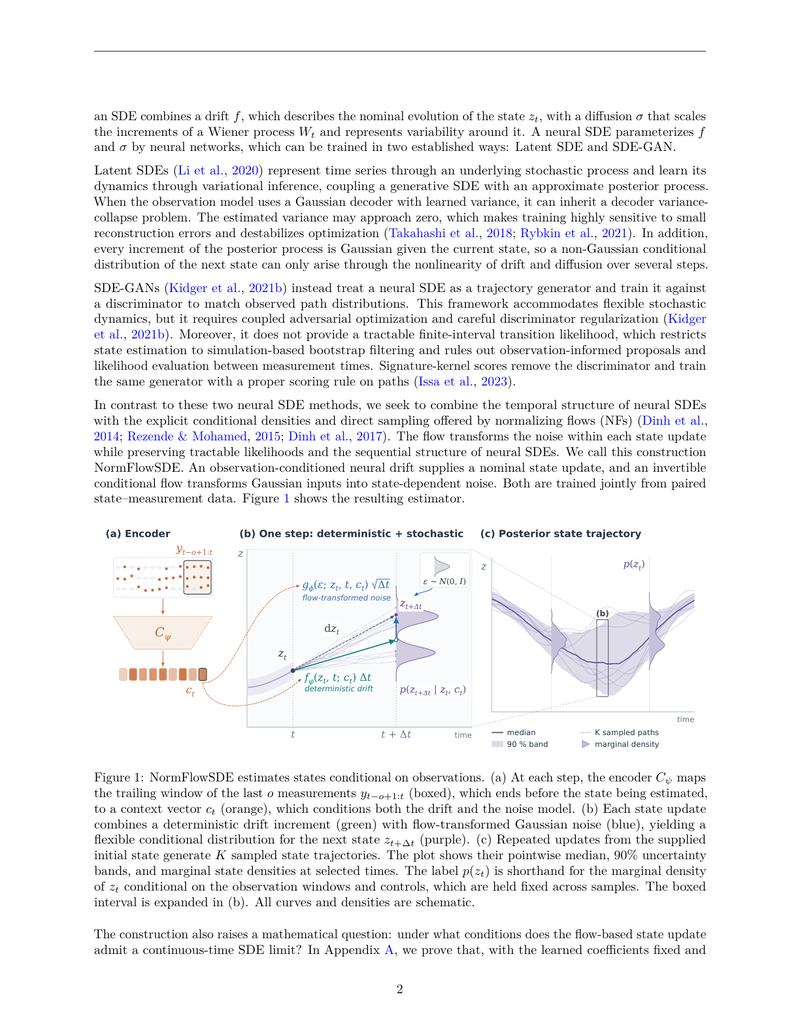 an SDE combines a drift f, which describes the nominal evolution of the state z_t, with a diffusion σ that scales
the increments of a Wiener process W_t and represents variability around it. A neural SDE parameterizes f
and σ by neural networks, which can be trained in two established ways: Latent SDE and SDE-GAN.
Latent SDEs (Li et al., 2020) represent time series through an underlying stochastic process and learn its
dynamics through variational inference, coupling a generative SDE with an approximate posterior process.
When the observation model uses a Gaussian decoder with learned variance, it can inherit a decoder variance-
collapse problem. The estimated variance may approach zero, which makes training highly sensitive to small
reconstruction errors and destabilizes optimization (Takahashi et al., 2018; Rybkin et al., 2021). In addition,
every increment of the posterior process is Gaussian given the current state, so a non-Gaussian conditional
distribution of the next state can only arise through the nonlinearity of drift and diffusion over several steps.
SDE-GANs (Kidger et al., 2021b) instead treat a neural SDE as a trajectory generator and train it against
a discriminator to match observed path distributions. This framework accommodates flexible stochastic
dynamics, but it requires coupled adversarial optimization and careful discriminator regularization (Kidger
et al., 2021b). Moreover, it does not provide a tractable finite-interval transition likelihood, which restricts
state estimation to simulation-based bootstrap filtering and rules out observation-informed proposals and
likelihood evaluation between measurement times. Signature-kernel scores remove the discriminator and train
the same generator with a proper scoring rule on paths (Issa et al., 2023).
In contrast to these two neural SDE methods, we seek to combine the temporal structure of neural SDEs
with the explicit conditional densities and direct sampling offered by normalizing flows (NFs) (Dinh et al.,
2014; Rezende & Mohamed, 2015; Dinh et al., 2017). The flow transforms the noise within each state update
while preserving tractable likelihoods and the sequential structure of neural SDEs. We call this construction
NormFlowSDE. An observation-conditioned neural drift supplies a nominal state update, and an invertible
conditional flow transforms Gaussian inputs into state-dependent noise. Both are trained jointly from paired
state–measurement data. Figure 1 shows the resulting estimator.
(a) Encoder
y_{t−o+1:t}
C_ψ
c_t
(b) One step: deterministic + stochastic
z
g_ϕ(ε; z_t, t, c_t) √Δt
flow-transformed noise
ε ~ N(0, I)
z_{t+Δt}
dz_t
z_t
f_φ(z_t, t; c_t) Δt
deterministic drift
p(z_{t+Δt} | z_t, c_t)
t
t + Δt
time
(c) Posterior state trajectory
z
p(z_t)
(b)
time
median
K sampled paths
90 % band
marginal density
Figure 1: NormFlowSDE estimates states conditional on observations. (a) At each step, the encoder C_ψ maps
the trailing window of the last o measurements y_{t−o+1:t} (boxed), which ends before the state being estimated,
to a context vector c_t (orange), which conditions both the drift and the noise model. (b) Each state update
combines a deterministic drift increment (green) with flow-transformed Gaussian noise (blue), yielding a
flexible conditional distribution for the next state z_{t+Δt} (purple). (c) Repeated updates from the supplied
initial state generate K sampled state trajectories. The plot shows their pointwise median, 90% uncertainty
bands, and marginal state densities at selected times. The label p(z_t) is shorthand for the marginal density
of z_t conditional on the observation windows and controls, which are held fixed across samples. The boxed
interval is expanded in (b). All curves and densities are schematic.
The construction also raises a mathematical question: under what conditions does the flow-based state update
admit a continuous-time SDE limit? In Appendix A, we prove that, with the learned coefficients fixed and
2